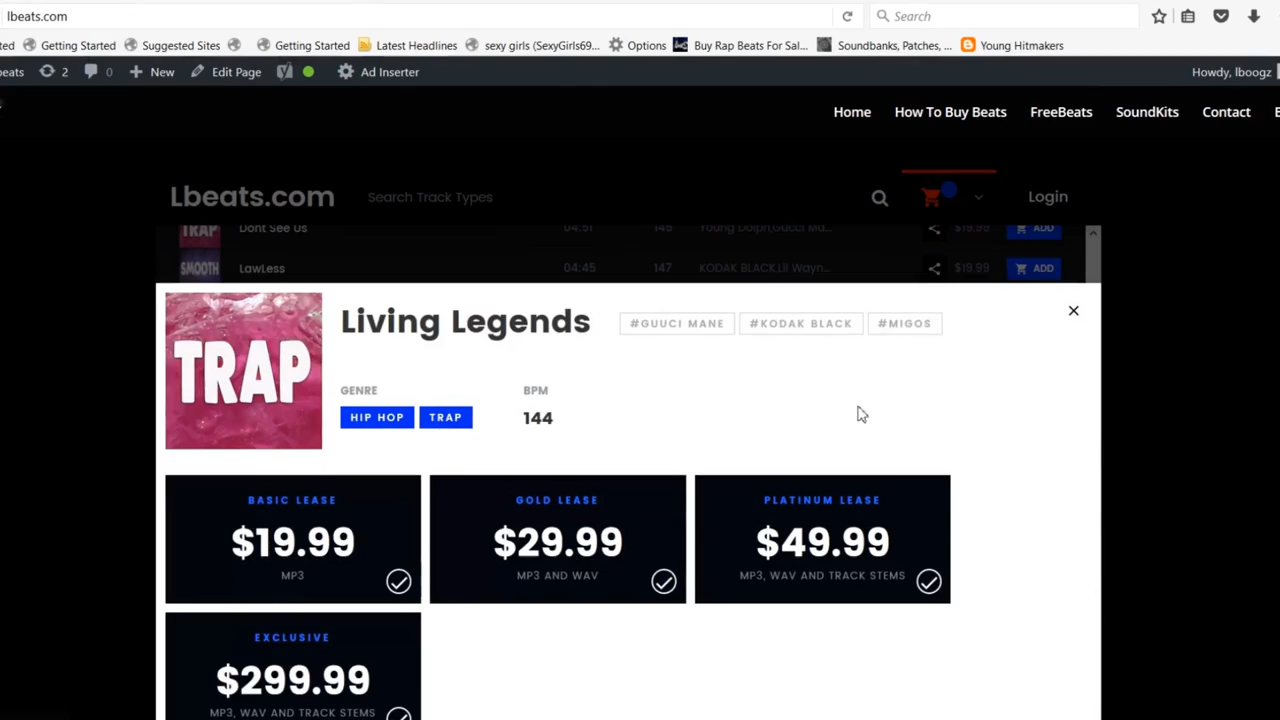 lbeats.com
Search
ted Getting Started Suggested Sites Getting Started Latest Headlines sexy girls (SexyGirls69... Options Buy Rap Beats For Sal... Soundbanks, Patches, ... Young Hitmakers
eats 2 0 New Edit Page Ad Inserter Howdy, lboogz
Home How To Buy Beats FreeBeats SoundKits Contact
Lbeats.com Search Track Types Login
TRAP Dont See Us 04:51 145 Young Dolph,Gucci Ma... $19.99 ADD
SMOOTH LawLess 04:45 147 KODAK BLACK,Lil Wayn... $19.99 ADD
Living Legends #GUUCI MANE #KODAK BLACK #MIGOS
TRAP
GENRE BPM
HIP HOP TRAP 144
BASIC LEASE GOLD LEASE PLATINUM LEASE
$19.99 $29.99 $49.99
MP3 MP3 AND WAV MP3, WAV AND TRACK STEMS
EXCLUSIVE
$299.99
MP3, WAV AND TRACK STEMS